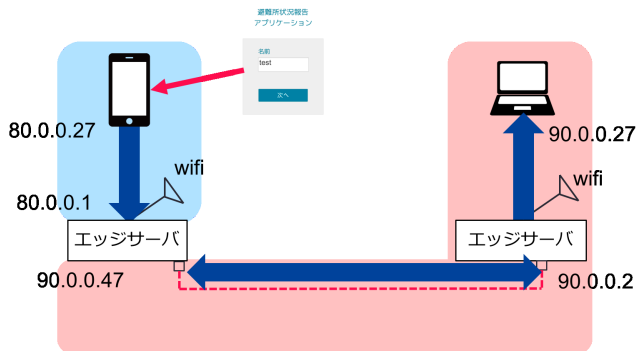 避難所状況報告
アプリケーション
名前
test
次へ
80.0.0.27
wifi
80.0.0.1
エッジサーバ
90.0.0.47
90.0.0.27
wifi
エッジサーバ
90.0.0.2